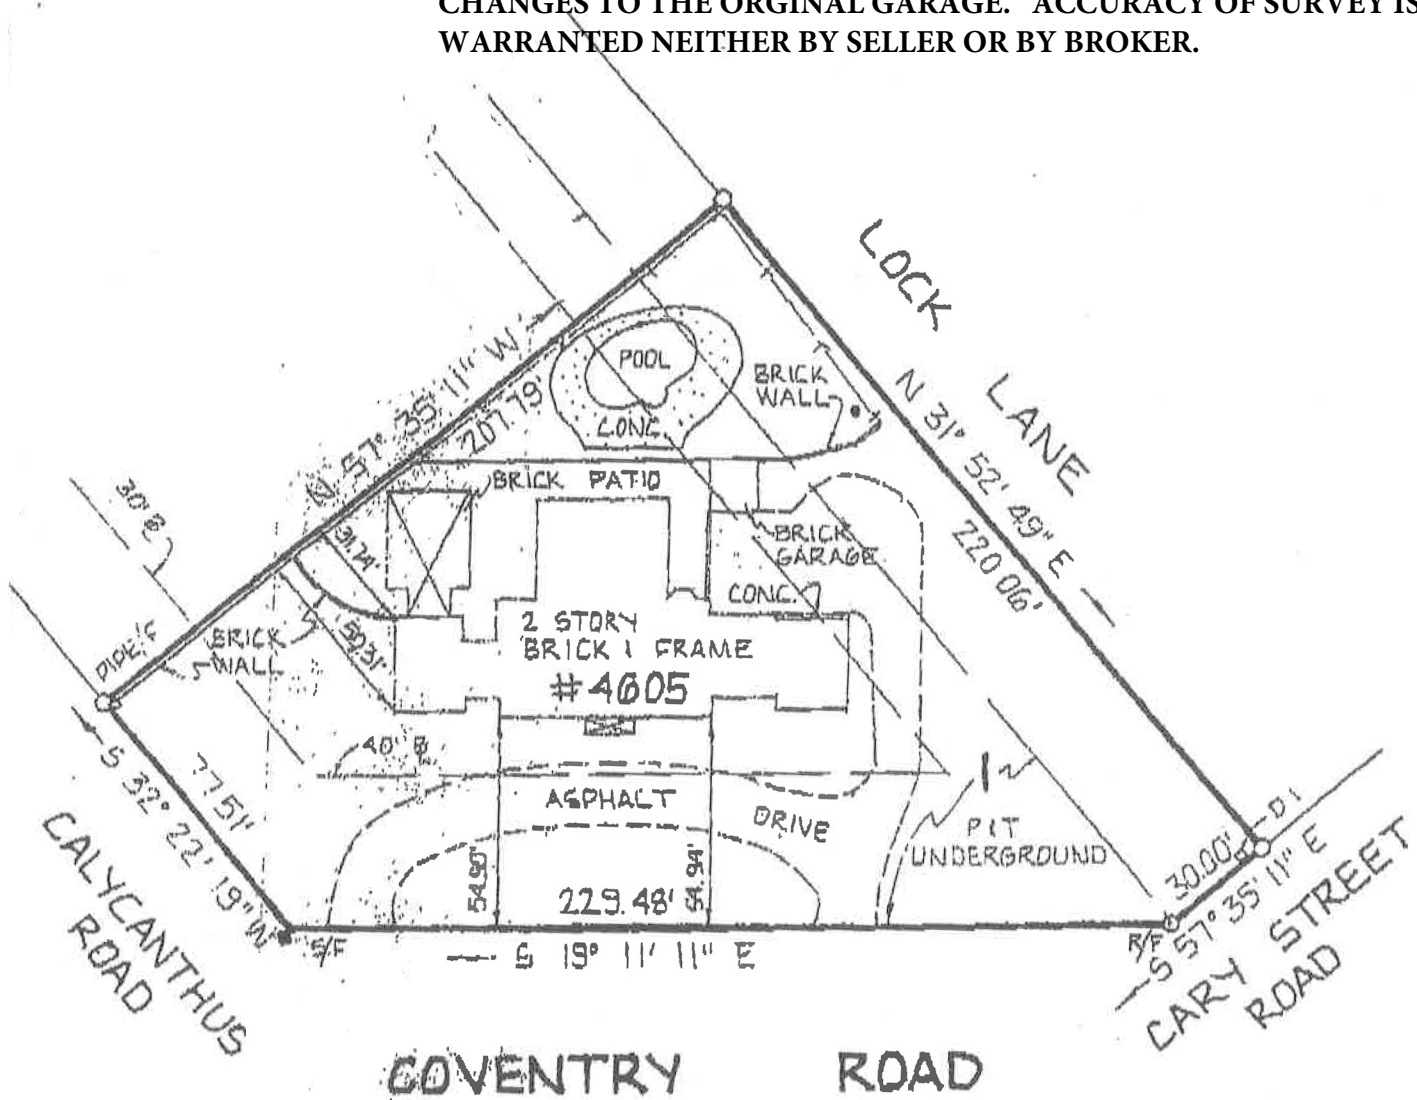 CHANGES TO THE ORGINAL GARAGE. ACCURACY OF SURVEY IS
WARRANTED NEITHER BY SELLER OR BY BROKER.
LOCK
LANE
N 31° 52' 49" E
220.06'
N 57° 35' 11" W
207.79'
POOL
CONC.
BRICK
WALL
BRICK PATIO
BRICK
GARAGE
CONC.
30' B
31.74'
50.31'
PIPE/F
BRICK
WALL
2 STORY
BRICK & FRAME
#4605
40' B
77.51'
S 32° 22' 19" W
CALYCANTHUS
ROAD
ASPHALT
DRIVE
PIT
UNDERGROUND
54.90'
229.48'
54.94'
S/F
S 19° 11' 11" E
R/F
30.00'
S 57° 35' 11" E
CARY STREET
ROAD
COVENTRY ROAD